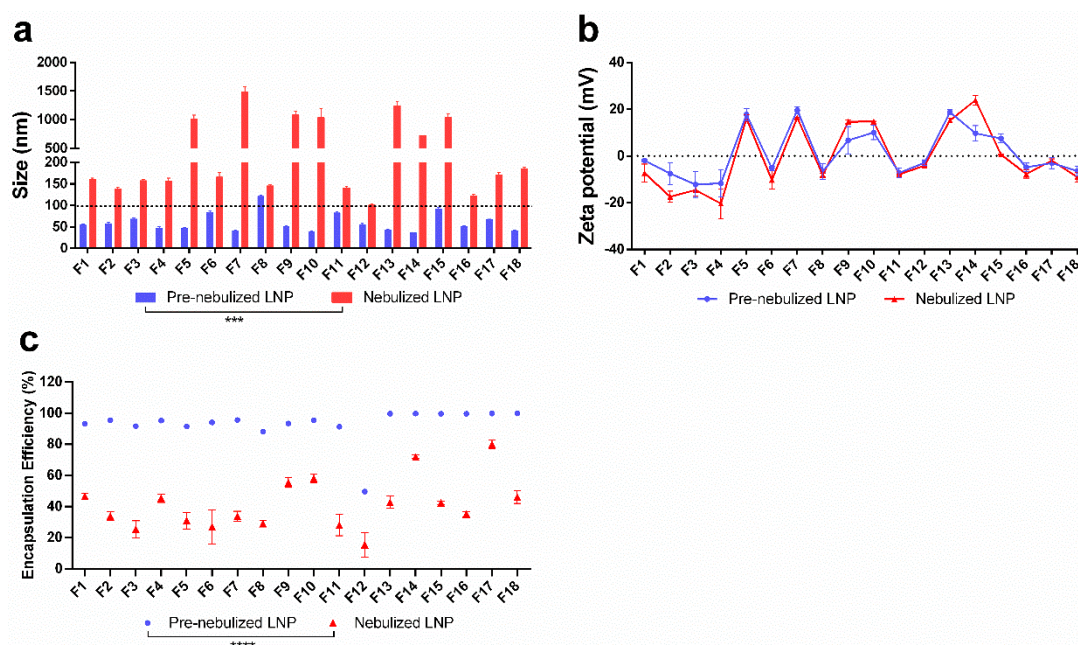 a
Size (nm)
2000
1500
1000
500
200
150
100
50
0
F1 F2 F3 F4 F5 F6 F7 F8 F9 F10 F11 F12 F13 F14 F15 F16 F17 F18
Pre-nebulized LNP Nebulized LNP
***
b
Zeta potential (mV)
40
20
0
-20
-40
F1 F2 F3 F4 F5 F6 F7 F8 F9 F10 F11 F12 F13 F14 F15 F16 F17 F18
Pre-nebulized LNP Nebulized LNP
c
Encapsulation Efficiency (%)
120
100
80
60
40
20
0
F1 F2 F3 F4 F5 F6 F7 F8 F9 F10 F11 F12 F13 F14 F15 F16 F17 F18
Pre-nebulized LNP Nebulized LNP
****